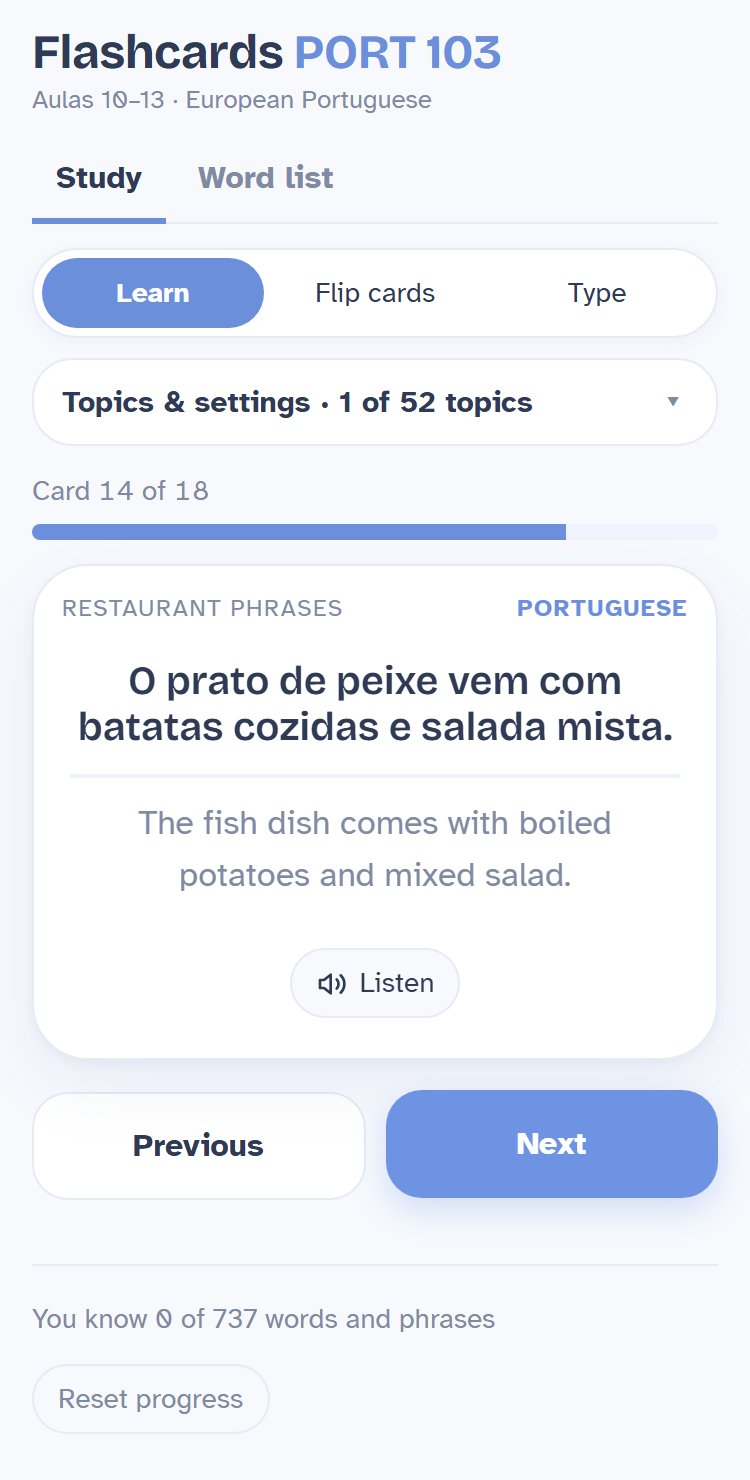 Flashcards PORT 103
Aulas 10–13 · European Portuguese
Study
Word list
Learn
Flip cards
Type
Topics & settings · 1 of 52 topics
Card 14 of 18
RESTAURANT PHRASES
PORTUGUESE
O prato de peixe vem com
batatas cozidas e salada mista.
The fish dish comes with boiled
potatoes and mixed salad.
Listen
Previous
Next
You know 0 of 737 words and phrases
Reset progress